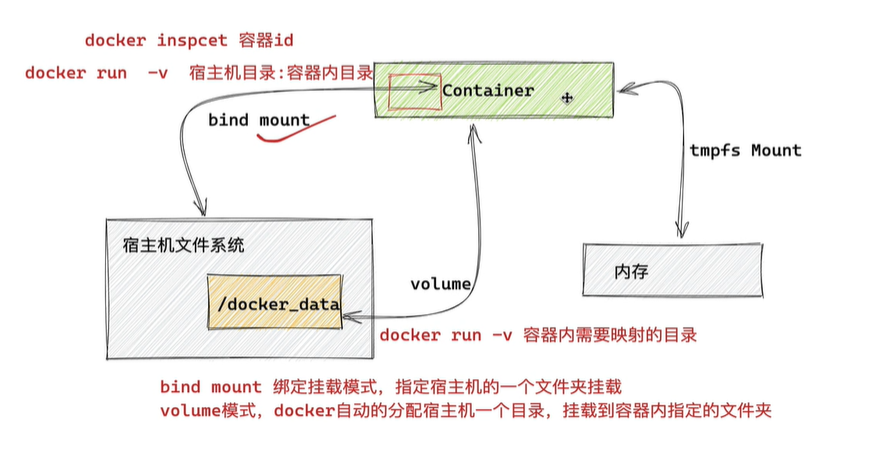 docker inspcet 容器id
docker run -v 宿主机目录:容器内目录
Container
bind mount
tmpfs Mount
宿主机文件系统
内存
/docker_data
volume
docker run -v 容器内需要映射的目录
bind mount 绑定挂载模式，指定宿主机的一个文件夹挂载
volume模式，docker自动的分配宿主机一个目录，挂载到容器内指定的文件夹